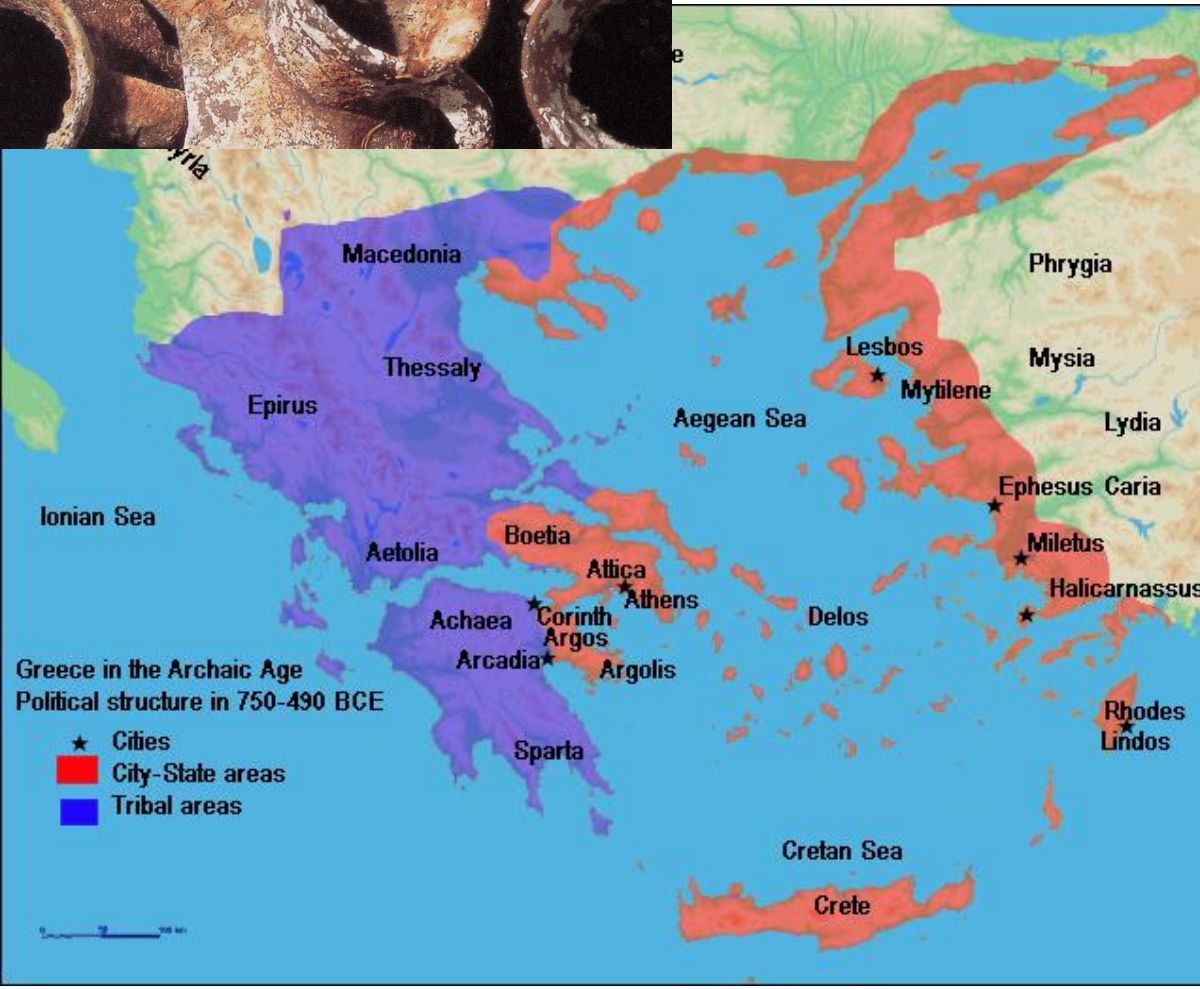 Macedonia
Phrygia
Lesbos
Mysia
Thessaly
Mytilene
Epirus
Aegean Sea
Lydia
Ephesus Caria
Ionian Sea
Boetia
Miletus
Aetolia
Attica
Halicarnassus
Athens
Achaea
Corinth
Delos
Argos
Arcadia
Argolis
Greece in the Archaic Age
Political structure in 750-490 BCE
Rhodes
Lindos
Cities
Sparta
City-State areas
Tribal areas
Cretan Sea
Crete